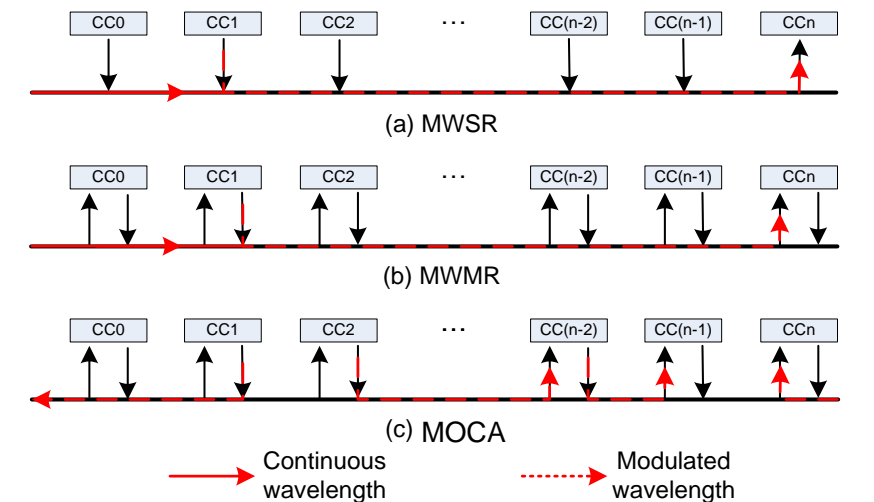 CC0 CC1 CC2 ... CC(n-2) CC(n-1) CCn
(a) MWSR
CC0 CC1 CC2 ... CC(n-2) CC(n-1) CCn
(b) MWMR
CC0 CC1 CC2 ... CC(n-2) CC(n-1) CCn
(c) MOCA
Continuous wavelength
Modulated wavelength